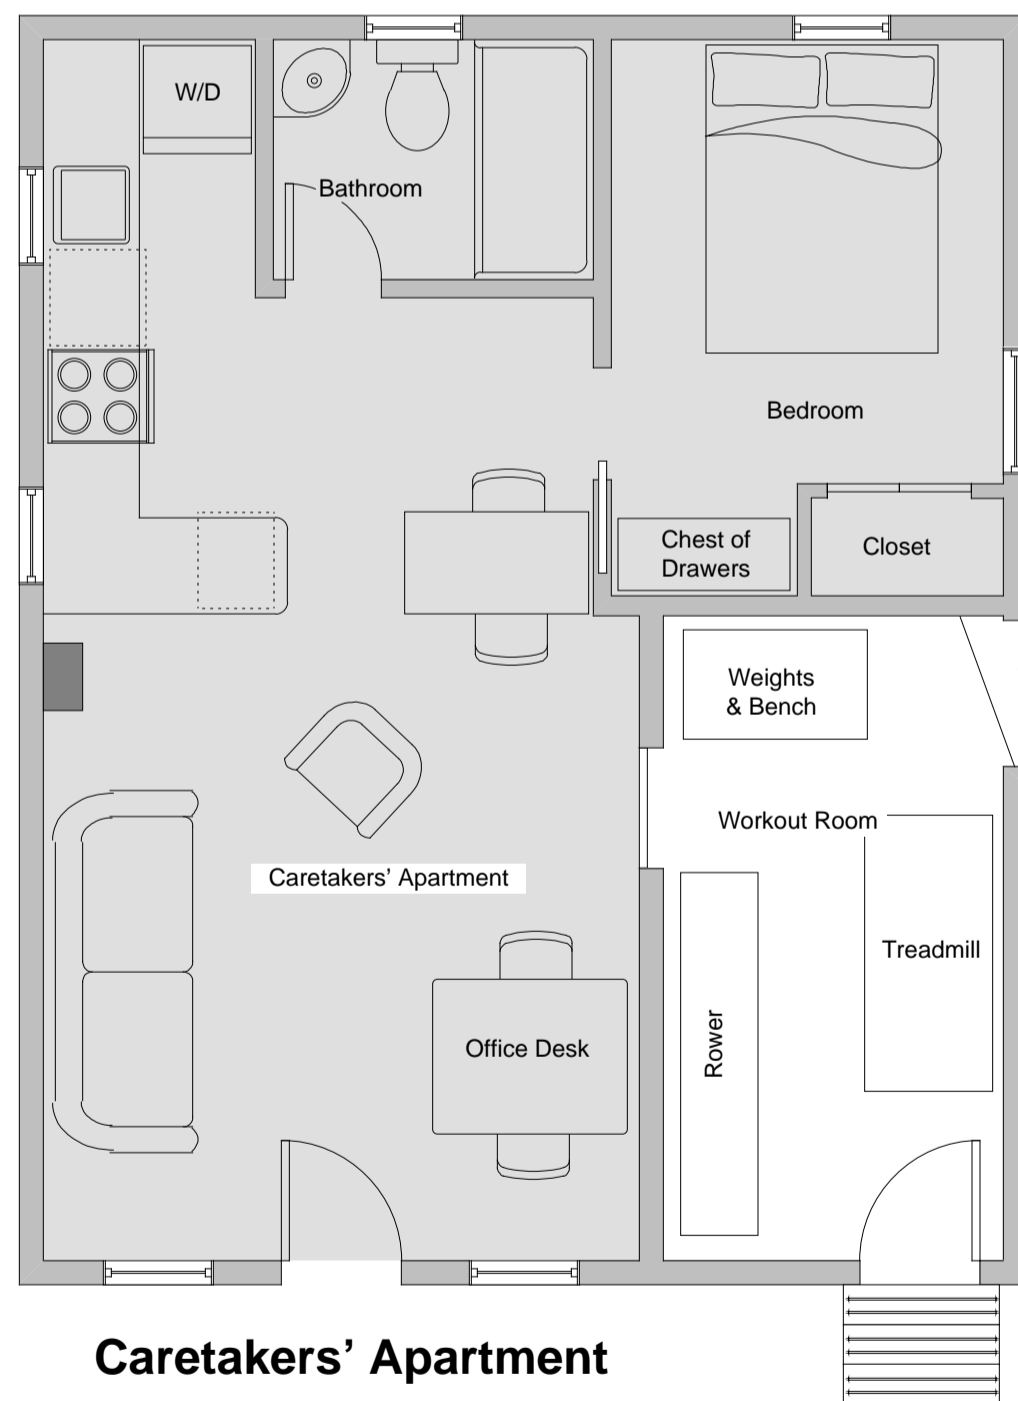 W/D
Bathroom
Bedroom
Chest of
Drawers
Closet
Weights
& Bench
Workout Room
Caretakers’ Apartment
Treadmill
Office Desk
Rower
Caretakers’ Apartment